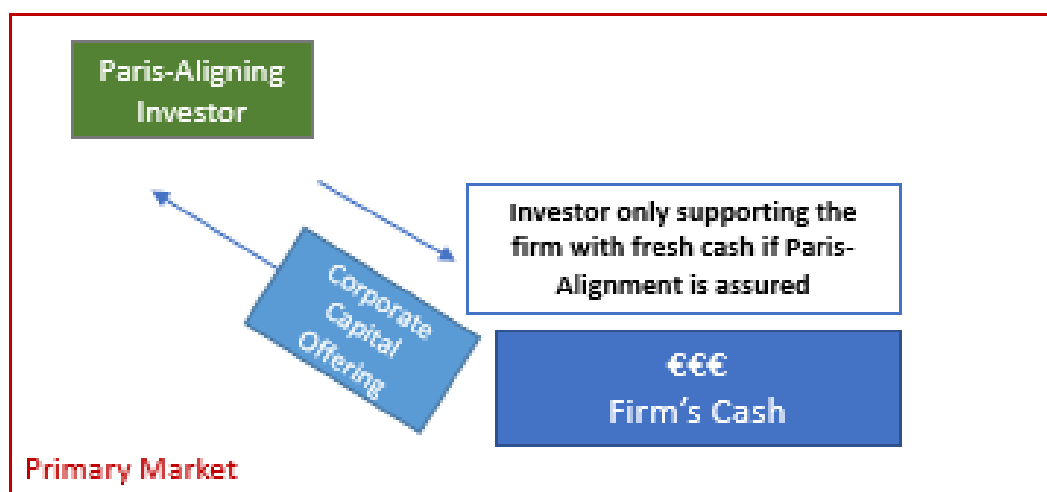 Paris-Aligning
Investor
Investor only supporting the
firm with fresh cash if Paris-
Alignment is assured
Corporate
Capital
Offering
€€€
Firm's Cash
Primary Market